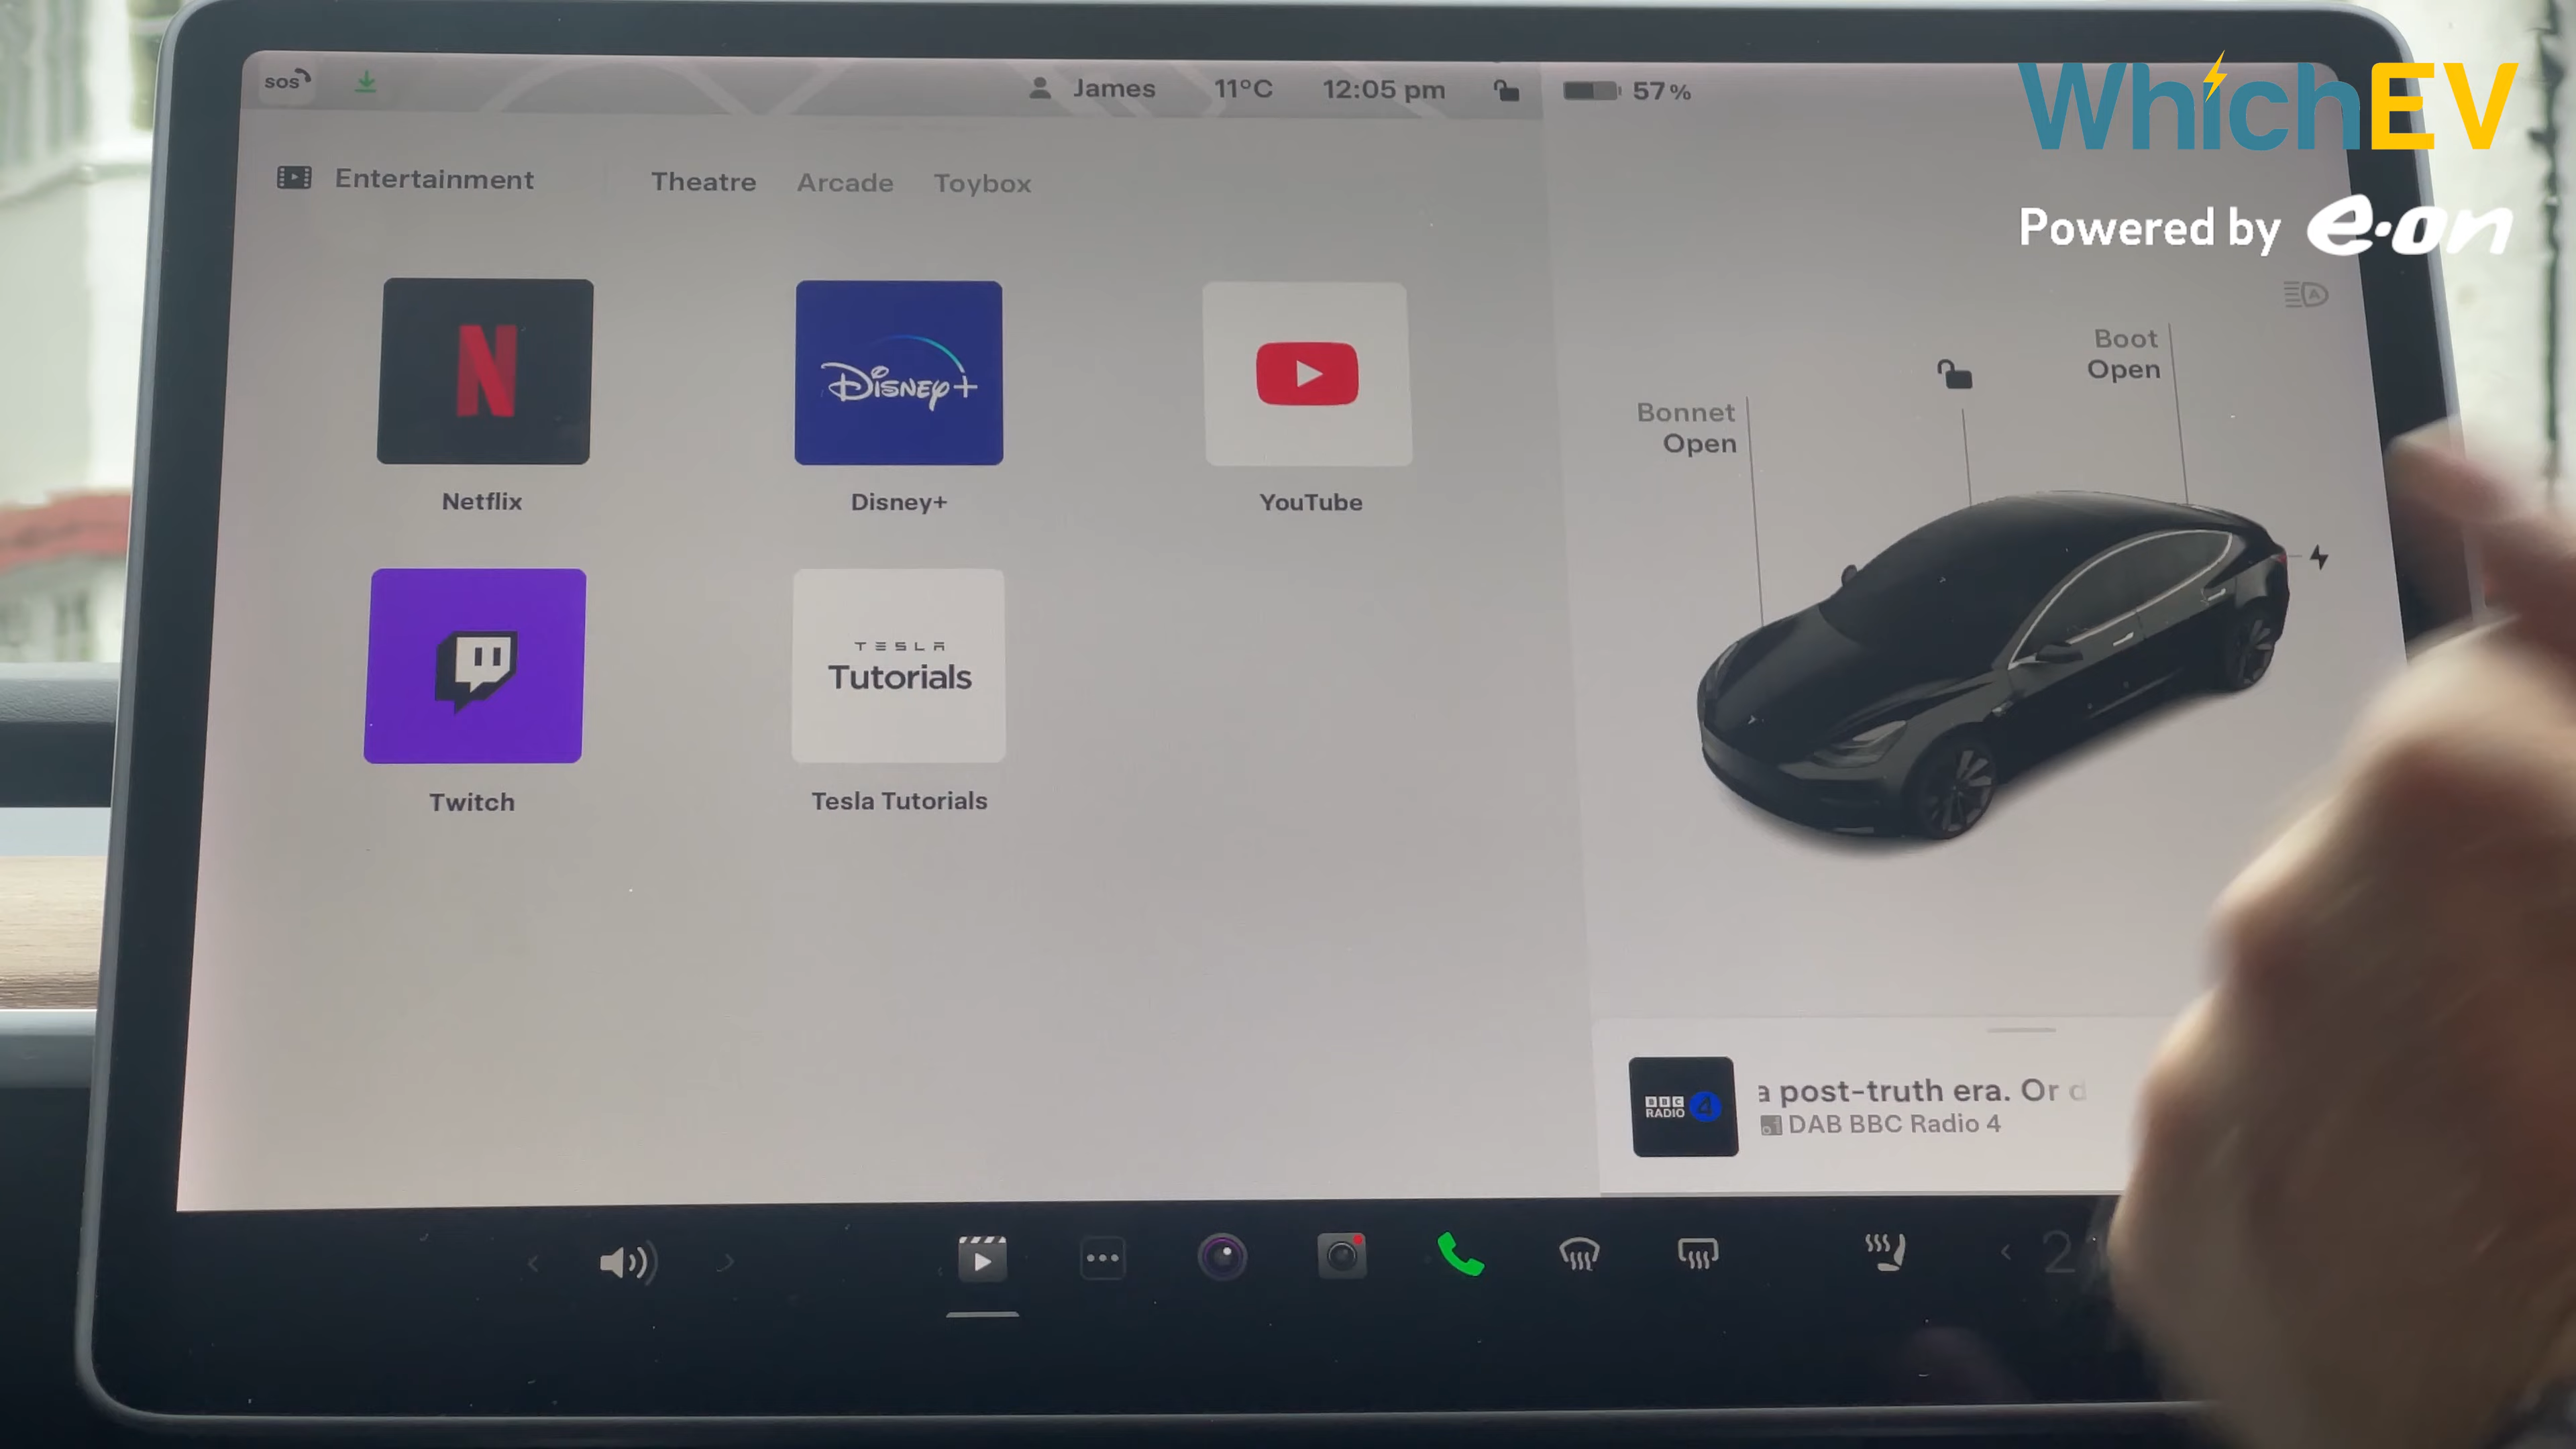 SOS
James
11°C
12:05 pm
57%
WhichEV
Powered by e·on
Entertainment
Theatre
Arcade
Toybox
N
Disney+
Netflix
Disney+
YouTube
TESLA
Tutorials
Twitch
Tesla Tutorials
Boot
Open
Bonnet
Open
A
BBC
RADIO 4
a post-truth era. Or
DAB BBC Radio 4